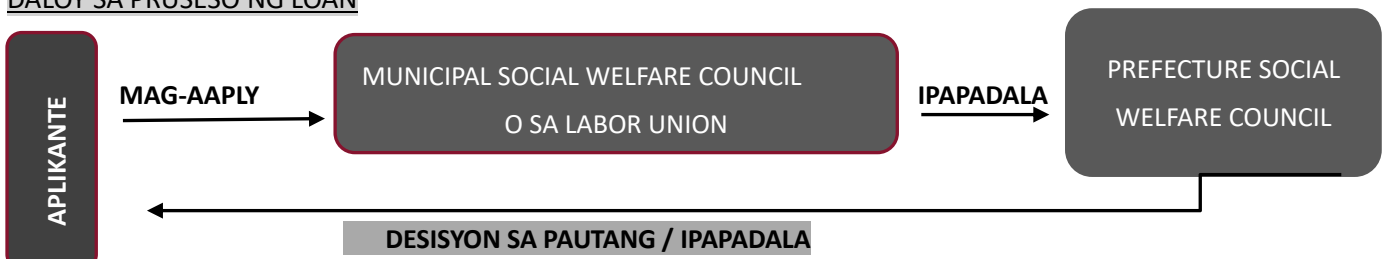 DALOY SA PRUSESO NG LOAN
APLIKANTE
MAG-AAPLY
MUNICIPAL SOCIAL WELFARE COUNCIL
O SA LABOR UNION
IPAPADALA
PREFECTURE SOCIAL
WELFARE COUNCIL
DESISYON SA PAUTANG / IPAPADALA